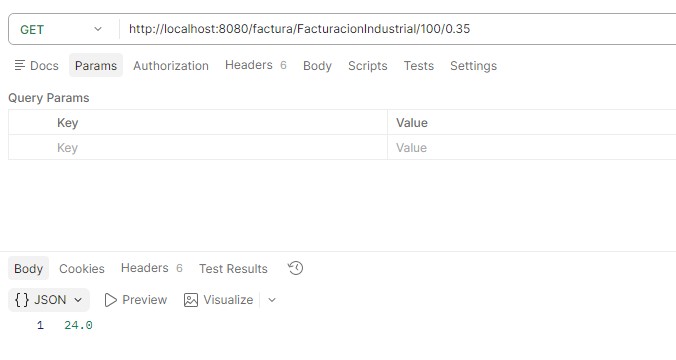 GET http://localhost:8080/factura/FacturacionIndustrial/100/0.35
Docs Params Authorization Headers 6 Body Scripts Tests Settings
Query Params
Key Value
Key Value
Body Cookies Headers 6 Test Results
{} JSON Preview Visualize
1 24.0